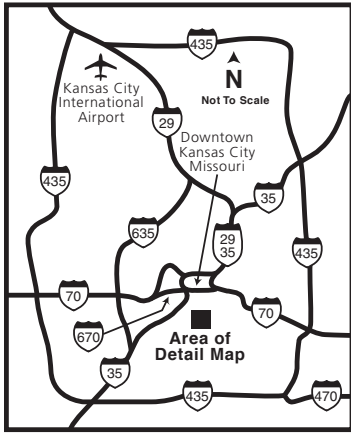 435
N
Not To Scale
Kansas City
International
Airport
29
Downtown
Kansas City
Missouri
435
35
635
29
35
435
70
70
670
Area of
Detail Map
35
435
470